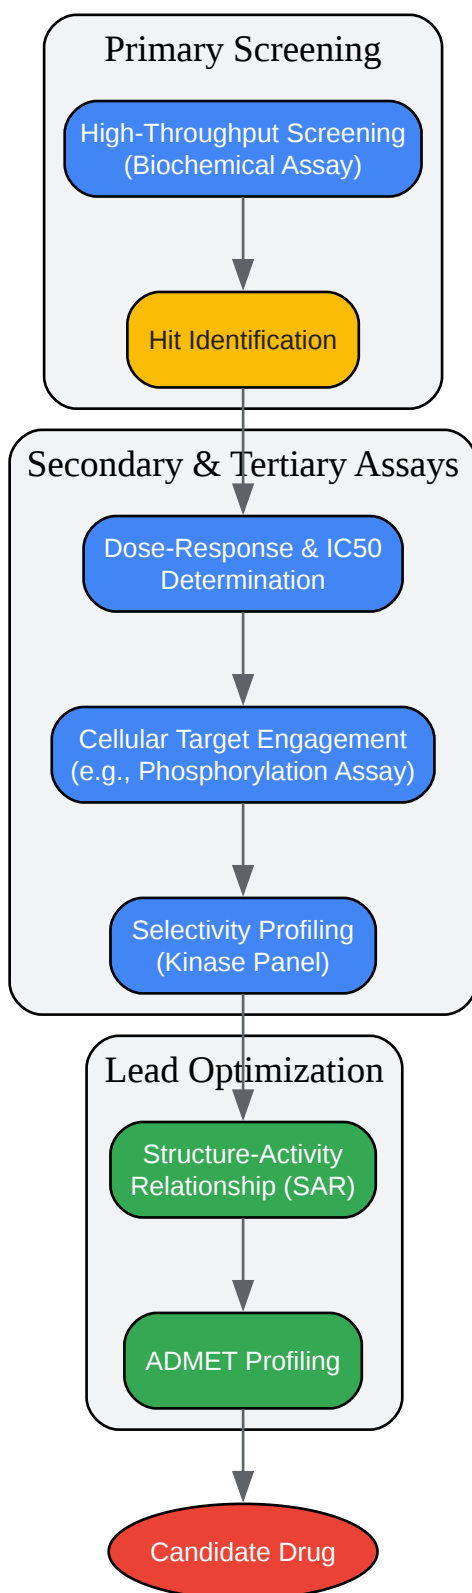 Primary Screening
High-Throughput Screening
(Biochemical Assay)
Hit Identification
Secondary & Tertiary Assays
Dose-Response & IC50
Determination
Cellular Target Engagement
(e.g., Phosphorylation Assay)
Selectivity Profiling
(Kinase Panel)
Lead Optimization
Structure-Activity
Relationship (SAR)
ADMET Profiling
Candidate Drug